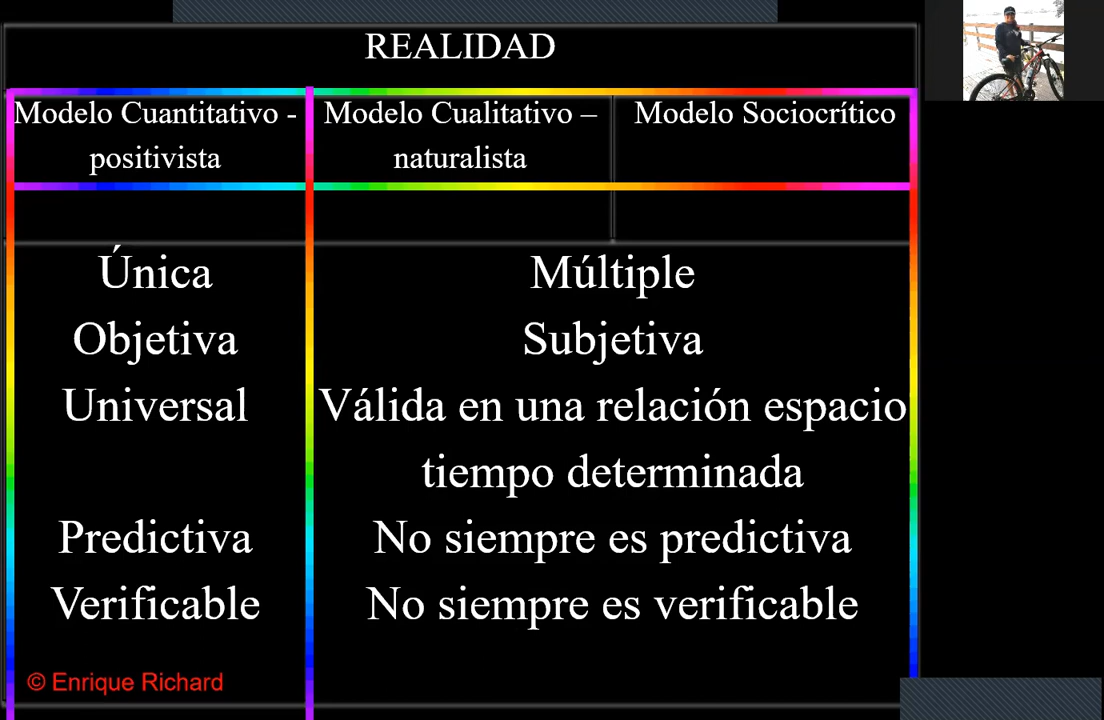 REALIDAD
Modelo Cuantitativo -
positivista
Modelo Cualitativo –
naturalista
Modelo Sociocrítico
Única
Múltiple
Objetiva
Subjetiva
Universal
Válida en una relación espacio
tiempo determinada
Predictiva
No siempre es predictiva
Verificable
No siempre es verificable
© Enrique Richard